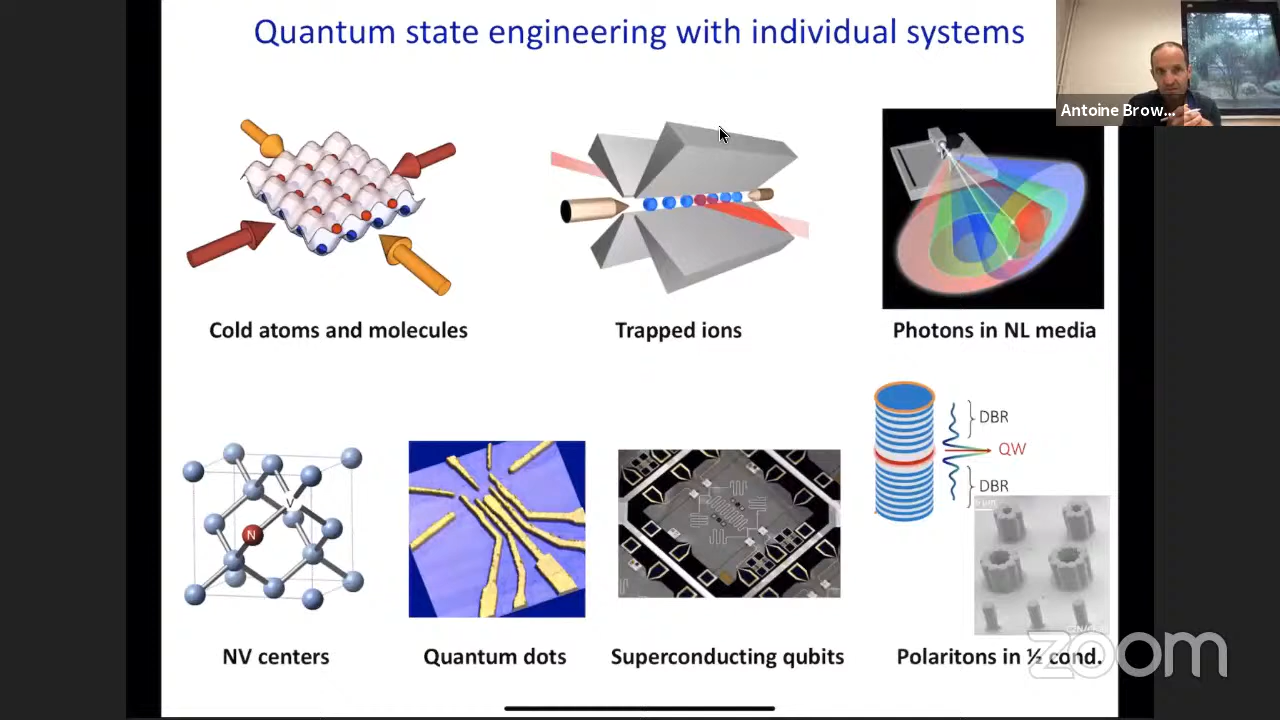 Quantum state engineering with individual systems
Antoine Brow...
Cold atoms and molecules
Trapped ions
Photons in NL media
DBR
QW
DBR
V
N
NV centers
Quantum dots
Superconducting qubits
Polaritons in ½ cond.
zoom